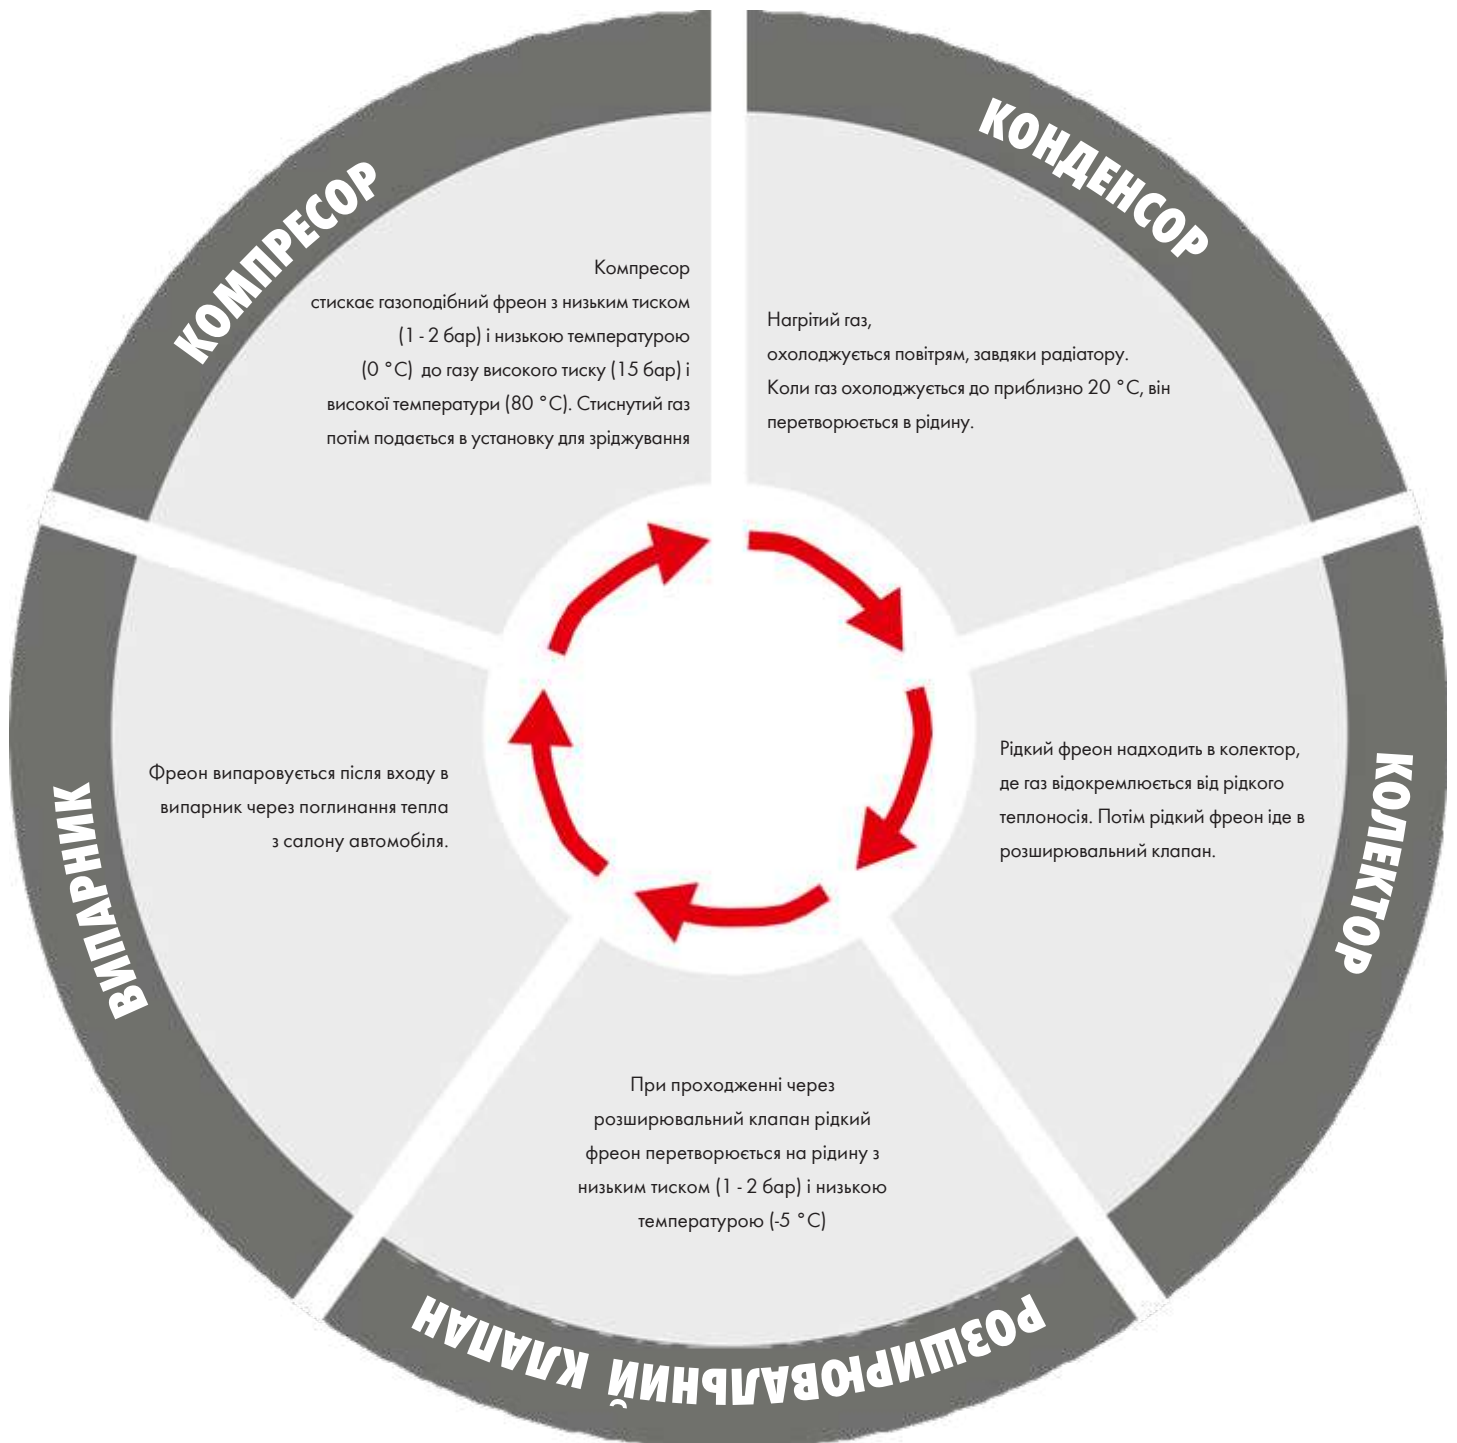 КОМПРЕСОР
Компресор
стискає газоподібний фреон з низьким тиском
(1 - 2 бар) і низькою температурою
(0 °C) до газу високого тиску (15 бар) і
високої температури (80 °C). Стиснутий газ
потім подається в установку для зріджування
КОНДЕНСОР
Нагрітий газ,
охолоджується повітрям, завдяки радіатору.
Коли газ охолоджується до приблизно 20 °C, він
перетворюється в рідину.
КОЛЕКТОР
Рідкий фреон надходить в колектор,
де газ відокремлюється від рідкого
теплоносія. Потім рідкий фреон іде в
розширювальний клапан.
РОЗШИРЮВАЛЬНИЙ КЛАПАН
При проходженні через
розширювальний клапан рідкий
фреон перетворюється на рідину з
низьким тиском (1 - 2 бар) і низькою
температурою (-5 °C)
ВИПАРНИК
Фреон випаровується після входу в
випарник через поглинання тепла
з салону автомобіля.